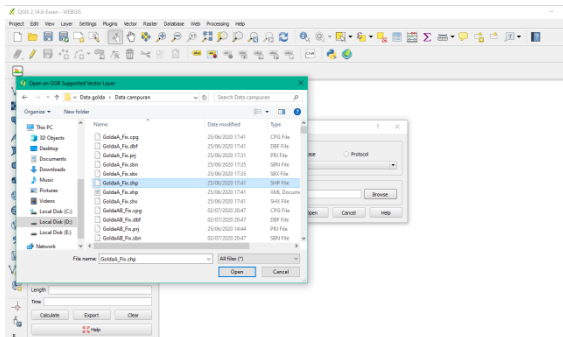 QGIS 2.14.8-Essen - WEBGIS
Project Edit View Layer Settings Plugins Vector Raster Database Web Processing Help
CSW
Open an OGR Supported Vector Layer
Data golda > Data campuran
Search Data campuran
Organize New folder
This PC
3D Objects
Desktop
Documents
Downloads
Music
Pictures
Videos
Local Disk (C:)
Local Disk (D:)
Local Disk (E:)
Network
Name Date modified Type
GoldaA_Fix.cpg 25/06/2020 17:41 CPG File
GoldaA_Fix.dbf 25/06/2020 17:41 DBF File
GoldaA_Fix.prj 25/06/2020 17:31 PRJ File
GoldaA_Fix.sbn 25/06/2020 17:35 SBN File
GoldaA_Fix.sbx 25/06/2020 17:35 SBX File
GoldaA_Fix.shp 25/06/2020 17:41 SHP File
GoldaA_Fix.shp 25/06/2020 17:41 XML Docume
GoldaA_Fix.shx 25/06/2020 17:41 SHX File
GoldaAB_Fix.cpg 02/07/2020 20:47 CPG File
GoldaAB_Fix.dbf 02/07/2020 20:47 DBF File
GoldaAB_Fix.prj 25/06/2020 14:44 PRJ File
GoldaAB_Fix.sbn 02/07/2020 20:47 SBN File
File name: GoldaA_Fix.shp
All files (*)
Open Cancel
? ×
ase Protocol
Browse
Open Cancel Help
Length
Time
Calculate Export Clear
Help